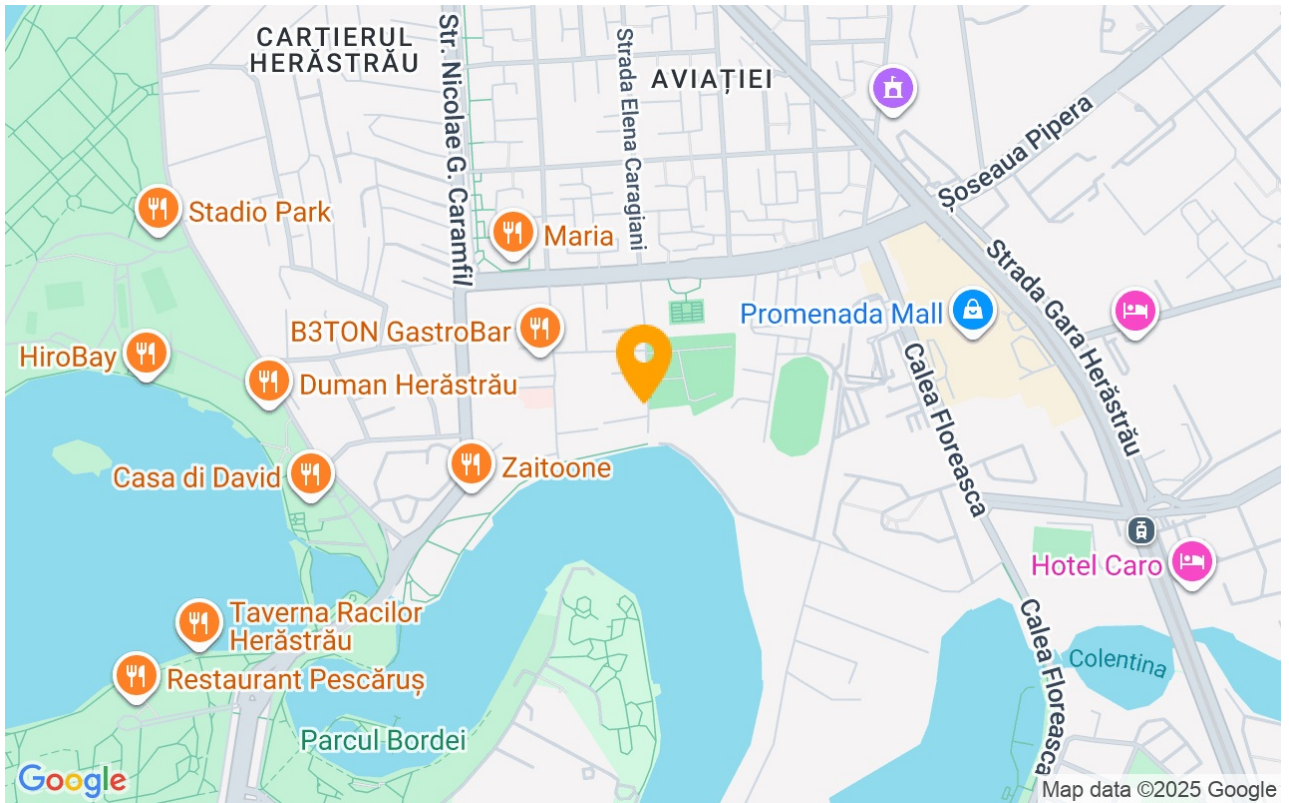 CARTIERUL
HERĂSTRĂU
Str. Nicolae G. Caramfil
Strada Elena Caragiani
AVIAȚIEI
Șoseaua Pipera
Stadio Park
Maria
Strada Gara Herăstrău
B3TON GastroBar
Promenada Mall
HiroBay
Duman Herăstrău
Calea Floreasca
Casa di David
Zaitoone
Hotel Caro
Taverna Racilor
Herăstrău
Calea Floreasca
Colentina
Restaurant Pescăruș
Parcul Bordei
Google
Map data ©2025 Google